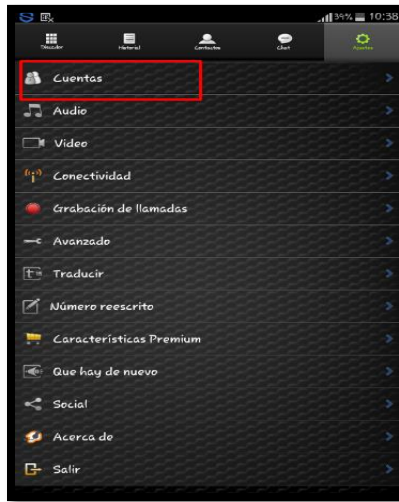 39% 10:38
Discador Historial Contactos Chat Ajustes
Cuentas
Audio
Video
Conectividad
Grabación de llamadas
Avanzado
Traducir
Número reescrito
Características Premium
Que hay de nuevo
Social
Acerca de
Salir